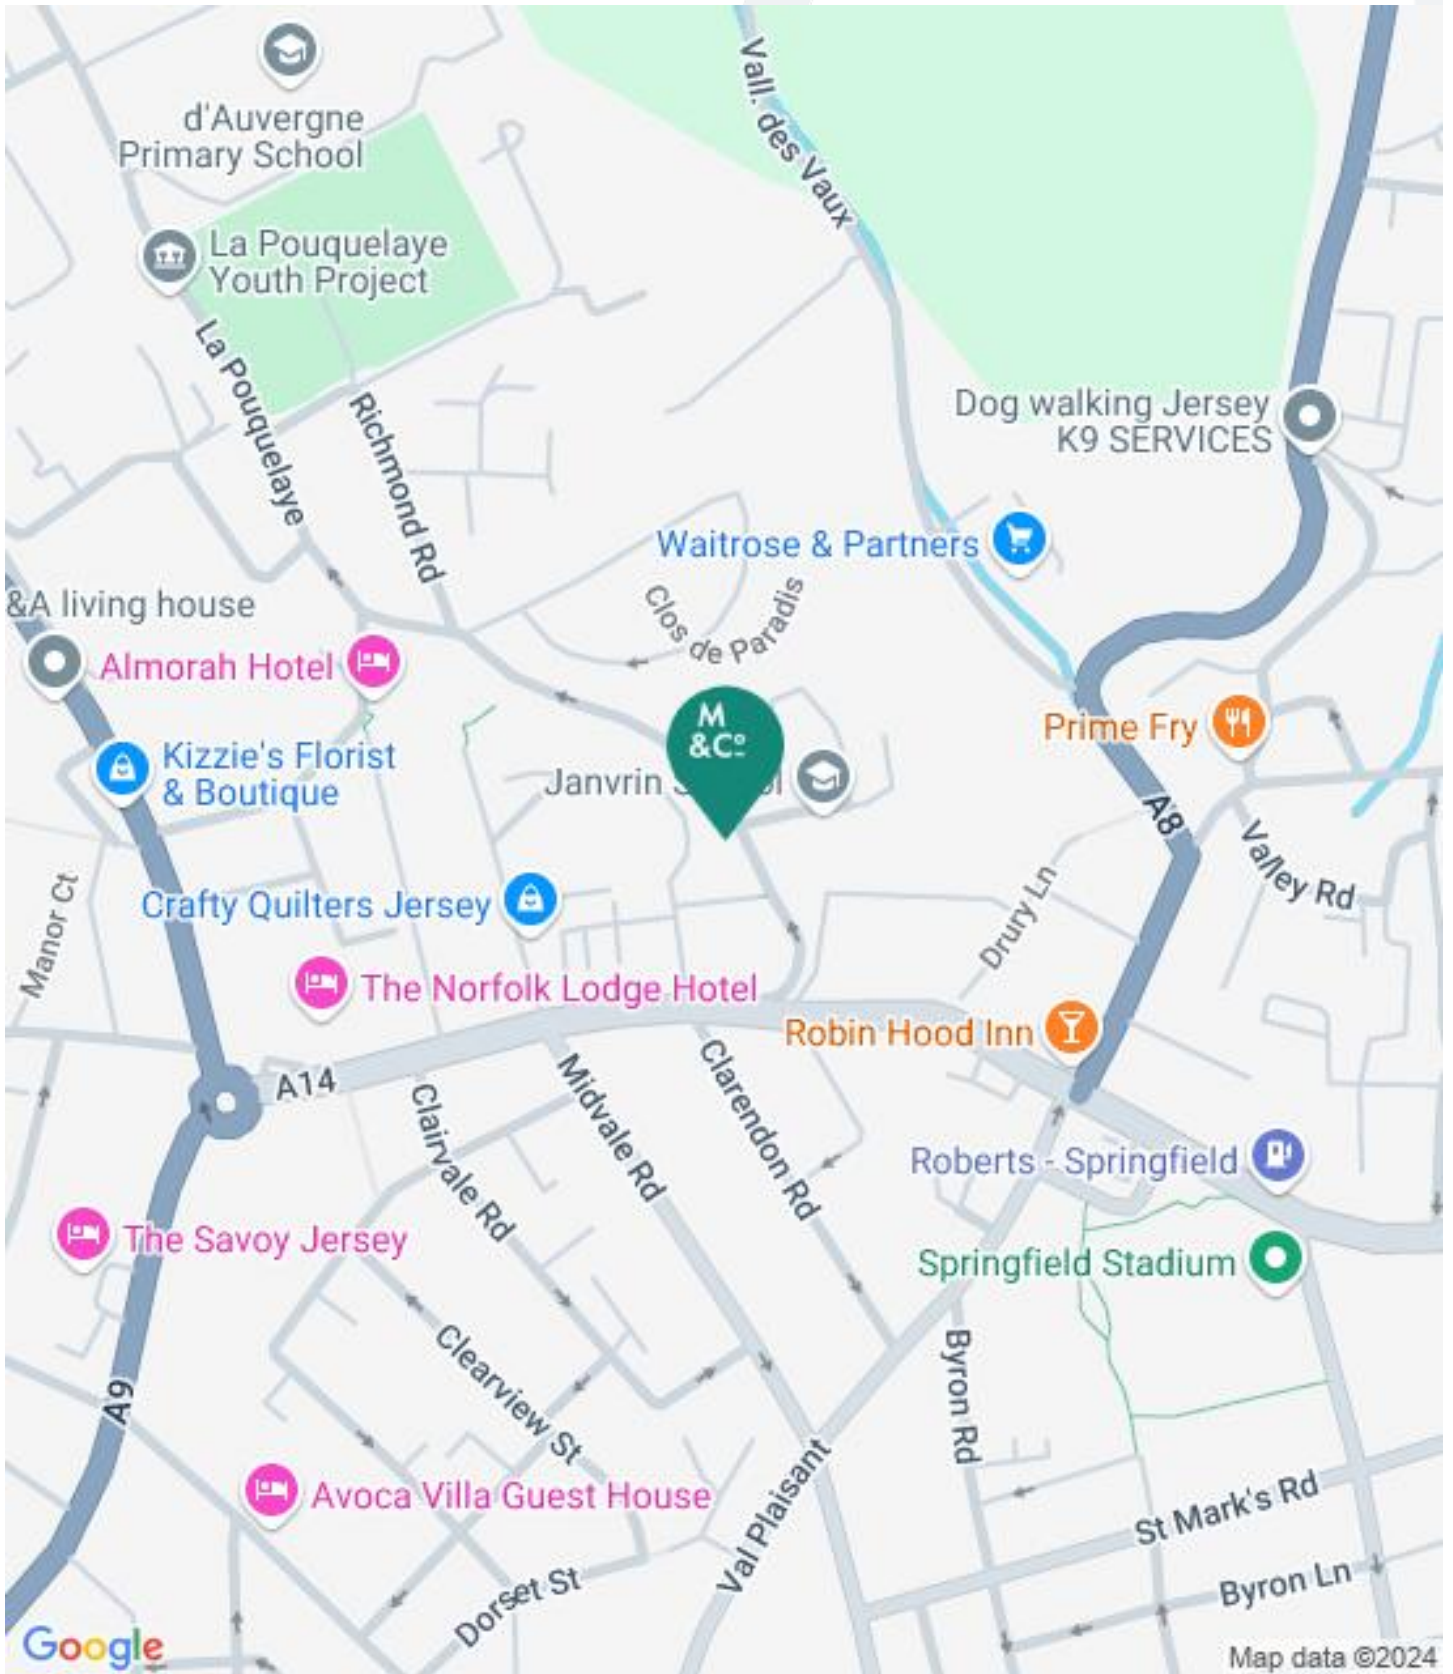 Vall. des Vaux
d'Auvergne
Primary School
La Pouquelaye
Youth Project
La Pouquelaye
Richmond Rd
Dog walking Jersey
K9 SERVICES
Waitrose & Partners
Clos de Paradis
&A living house
Almorah Hotel
M
&Cº
Prime Fry
Kizzie's Florist
& Boutique
Janvrin
A8
Valley Rd
Crafty Quilters Jersey
Manor Ct
Drury Ln
The Norfolk Lodge Hotel
Robin Hood Inn
A14
Clairvale Rd
Midvale Rd
Clarendon Rd
Roberts - Springfield
The Savoy Jersey
Springfield Stadium
Clearview St
Byron Rd
A9
Avoca Villa Guest House
Val Plaisant
St Mark's Rd
Dorset St
Byron Ln
Google
Map data ©2024